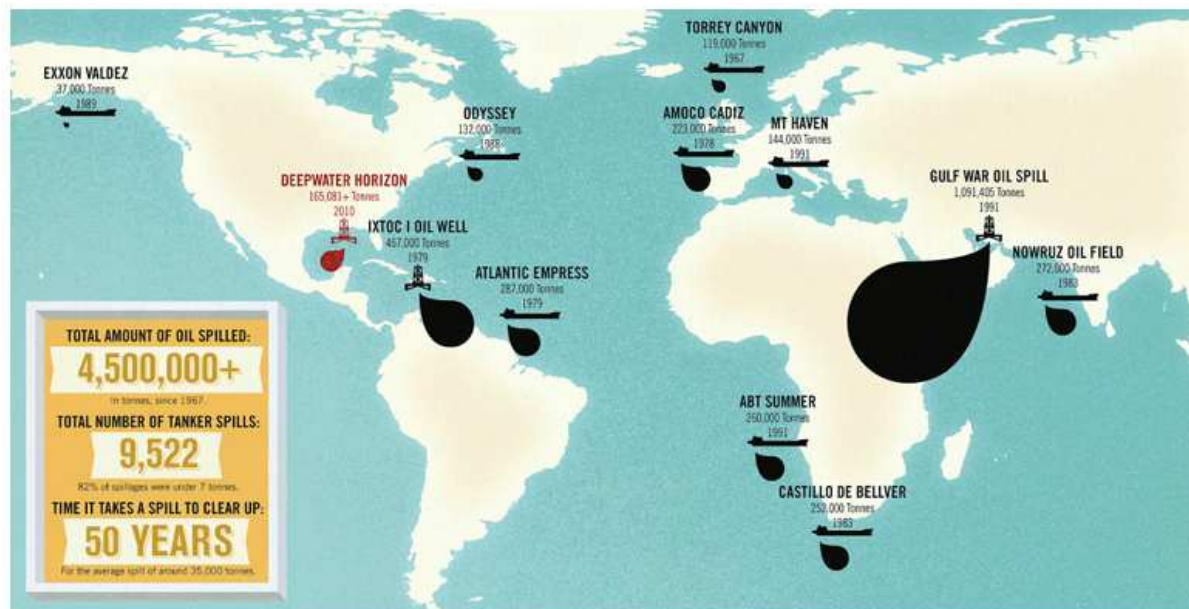 TORREY CANYON
119,000 Tonnes
1967
EXXON VALDEZ
37,000 Tonnes
1989
ODYSSEY
132,000 Tonnes
1988
AMOCO CADIZ
223,000 Tonnes
1978
MT HAVEN
144,000 Tonnes
1991
DEEPWATER HORIZON
165,081+ Tonnes
2010
GULF WAR OIL SPILL
1,091,405 Tonnes
1991
IXTOC I OIL WELL
457,000 Tonnes
1979
NOWRUZ OIL FIELD
272,000 Tonnes
1983
ATLANTIC EMPRESS
287,000 Tonnes
1979
ABT SUMMER
260,000 Tonnes
1991
CASTILLO DE BELLVER
252,000 Tonnes
1983
TOTAL AMOUNT OF OIL SPILLED:
4,500,000+
In tonnes, since 1967.
TOTAL NUMBER OF TANKER SPILLS:
9,522
82% of spillages were under 7 tonnes.
TIME IT TAKES A SPILL TO CLEAR UP:
50 YEARS
For the average spill of around 35,000 tonnes.